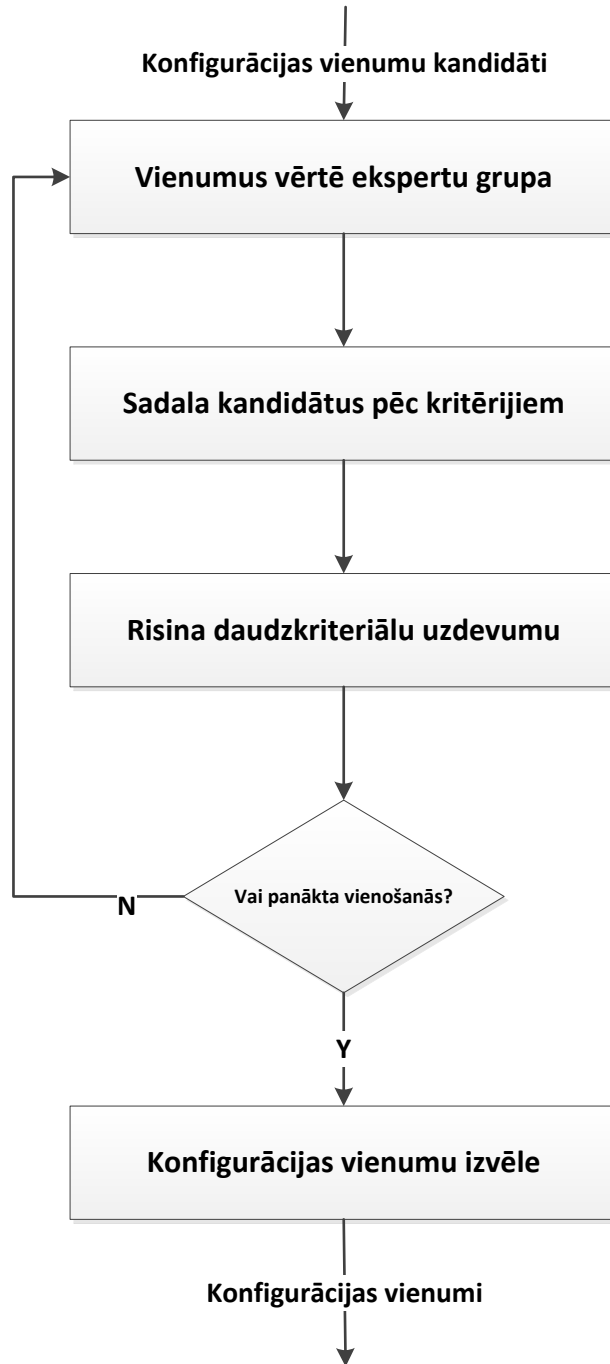 Konfigurācijas vienumu kandidāti
Vienumus vērtē ekspertu grupa
Sadala kandidātus pēc kritērijiem
Risina daudzkriteriālu uzdevumu
Vai panākta vienošanās?
N
Y
Konfigurācijas vienumu izvēle
Konfigurācijas vienumi